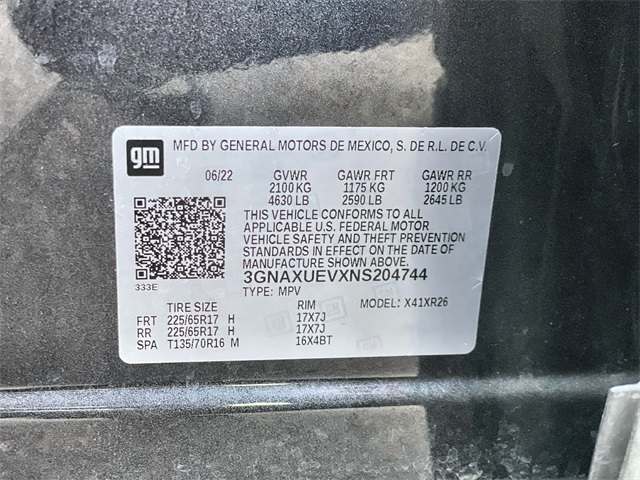 gm
MFD BY GENERAL MOTORS DE MEXICO, S. DE R.L. DE C.V.
06/22 GVWR GAWR FRT GAWR RR
2100 KG 1175 KG 1200 KG
4630 LB 2590 LB 2645 LB
THIS VEHICLE CONFORMS TO ALL
APPLICABLE U.S. FEDERAL MOTOR
VEHICLE SAFETY AND THEFT PREVENTION
STANDARDS IN EFFECT ON THE DATE OF
MANUFACTURE SHOWN ABOVE.
333E 3GNAXUEVXNS204744
TYPE: MPV MODEL: X41XR26
TIRE SIZE RIM
FRT 225/65R17 H 17X7J
RR 225/65R17 H 17X7J
SPA T135/70R16 M 16X4BT